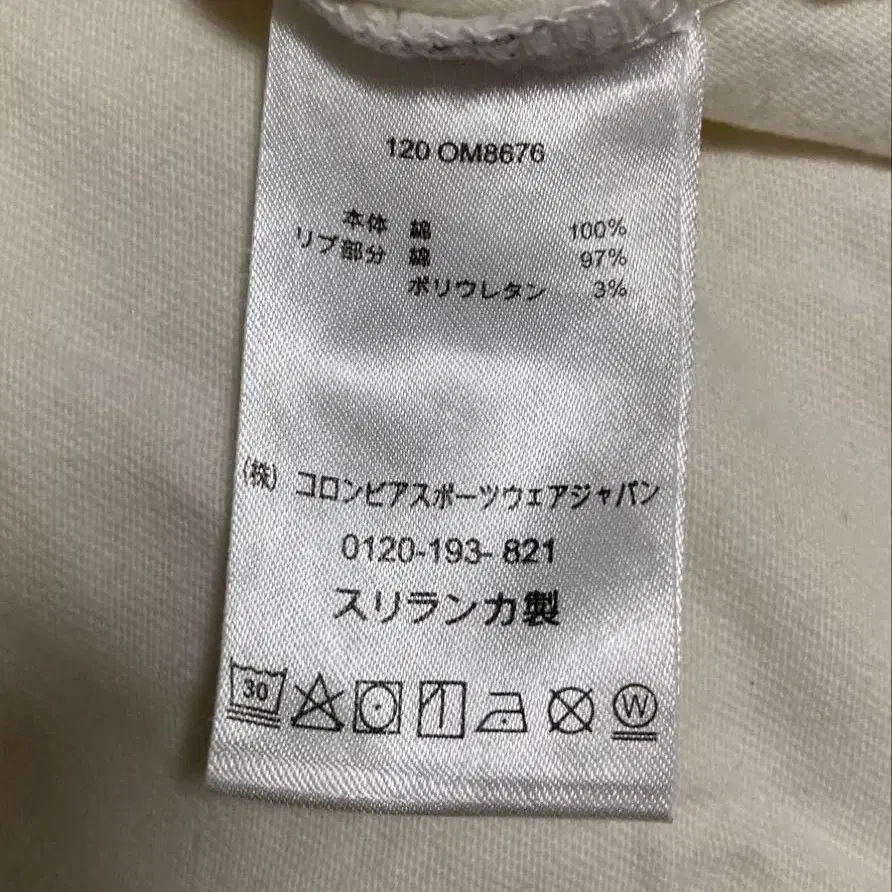 120 OM8676
本体 綿 100%
リブ部分 綿 97%
ポリウレタン 3%
(株) コロンビアスポーツウェアジャパン
0120-193- 821
スリランカ製
30 W